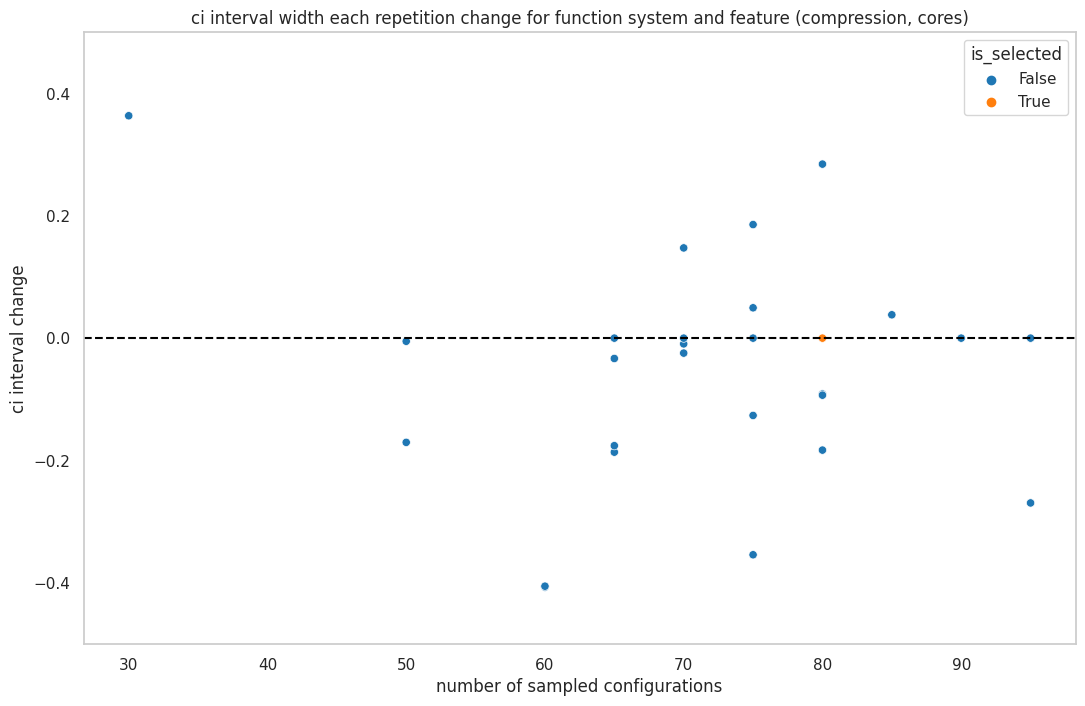 ci interval width each repetition change for function system and feature (compression, cores)
is_selected
False
True
ci interval change
0.4
0.2
0.0
−0.2
−0.4
30 40 50 60 70 80 90
number of sampled configurations